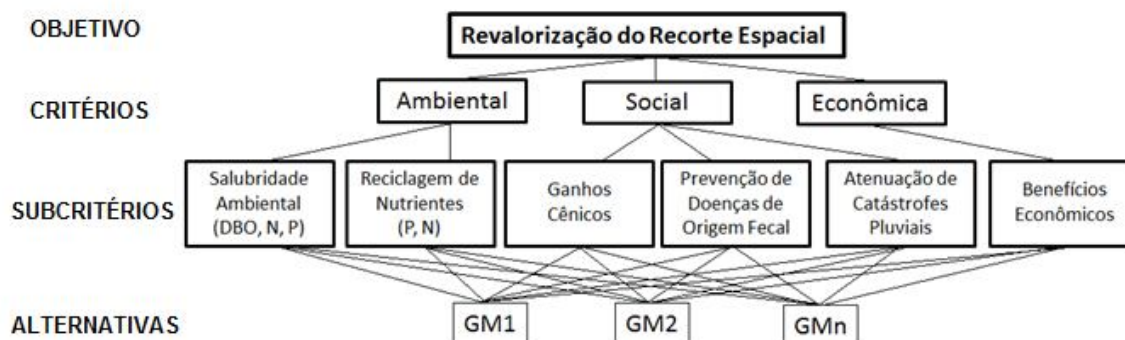 OBJETIVO
Revalorização do Recorte Espacial
CRITÉRIOS
Ambiental
Social
Econômica
SUBCRITÉRIOS
Salubridade
Ambiental
(DBO, N, P)
Reciclagem de
Nutrientes
(P, N)
Ganhos
Cênicos
Prevenção de
Doenças de
Origem Fecal
Atenuação de
Catástrofes
Pluviais
Benefícios
Econômicos
ALTERNATIVAS
GM1
GM2
GMn